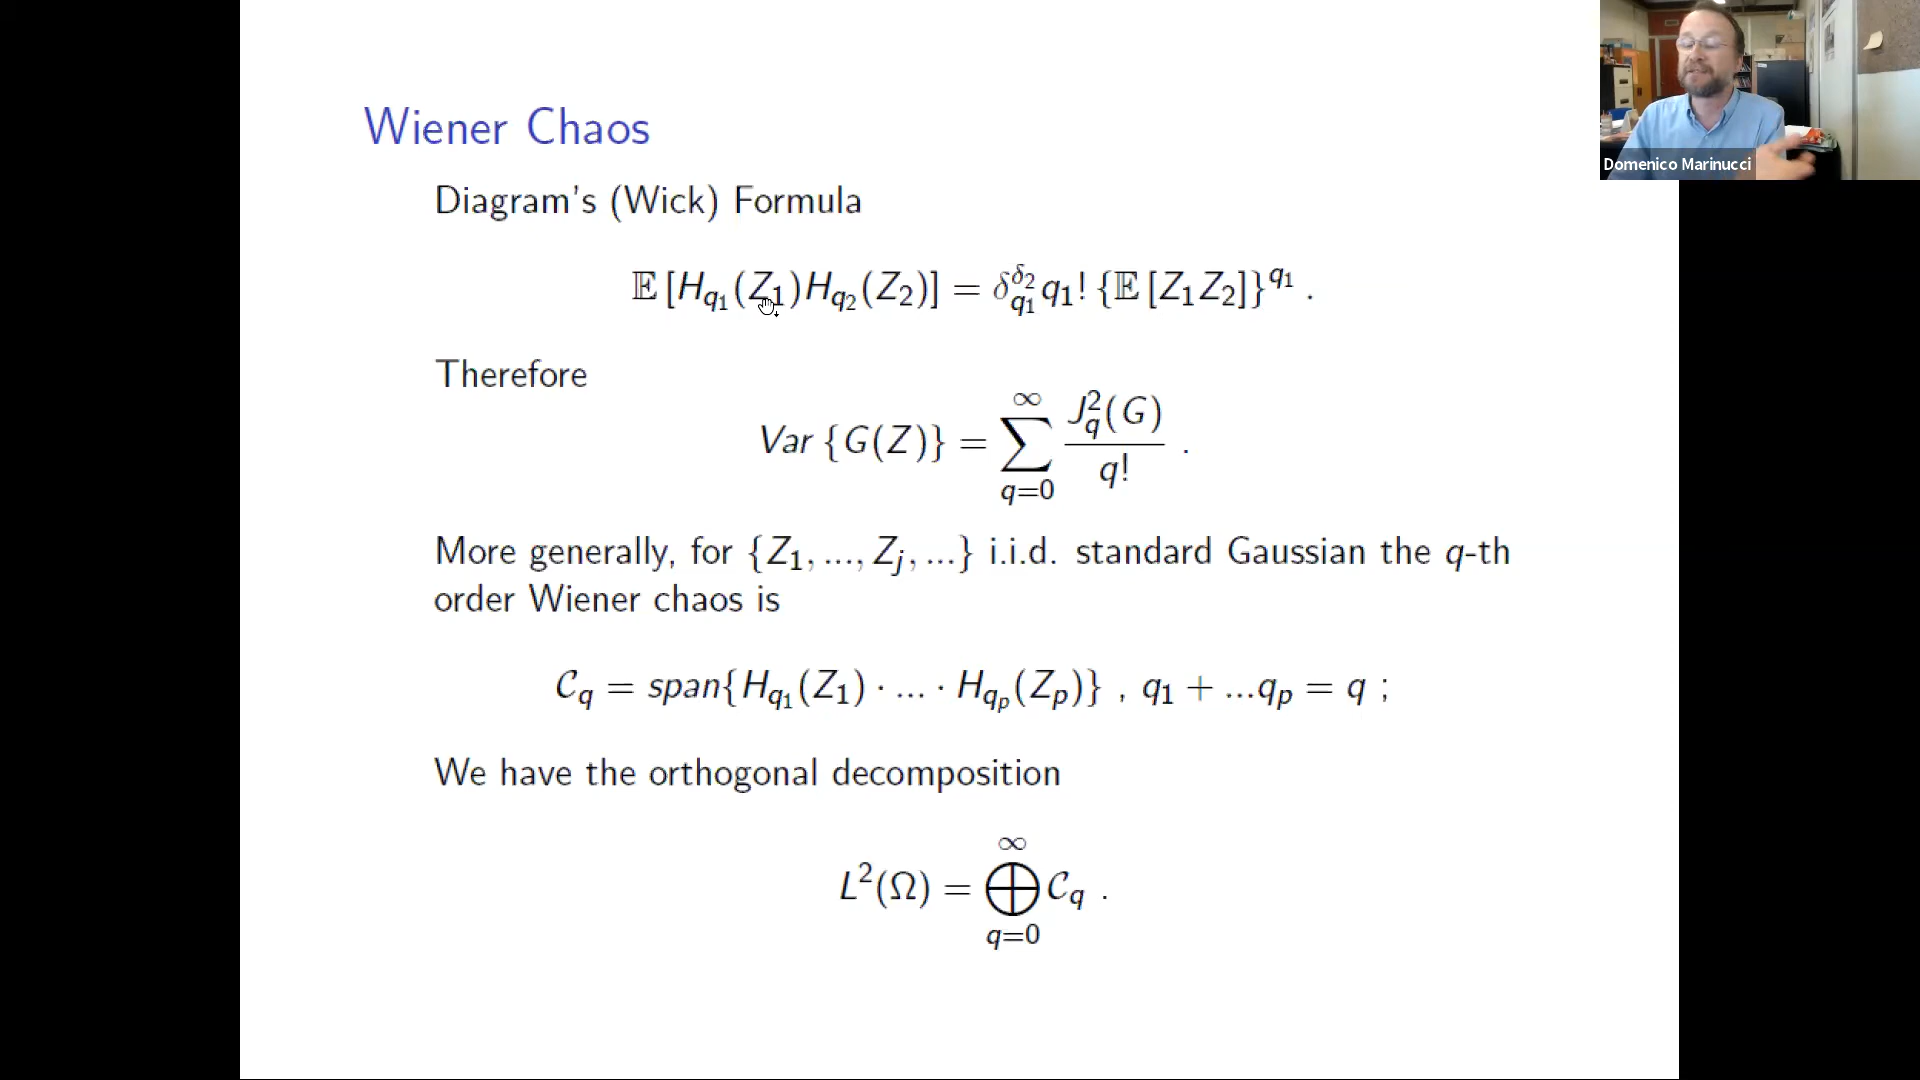 Wiener Chaos
Diagram's (Wick) Formula
𝔼 [H_{q_1}(Z_1)H_{q_2}(Z_2)] = δ_{q_1}^{δ_2} q_1! {𝔼 [Z_1Z_2]}^{q_1} .
Therefore
Var {G(Z)} = ∑_{q=0}^{∞} J_q^2(G) / q! .
More generally, for {Z_1, ..., Z_j, ...} i.i.d. standard Gaussian the q-th
order Wiener chaos is
𝒞_q = span{H_{q_1}(Z_1) · ... · H_{q_p}(Z_p)} , q_1 + ...q_p = q ;
We have the orthogonal decomposition
L^2(Ω) = ⨁_{q=0}^{∞} 𝒞_q .
Domenico Marinucci